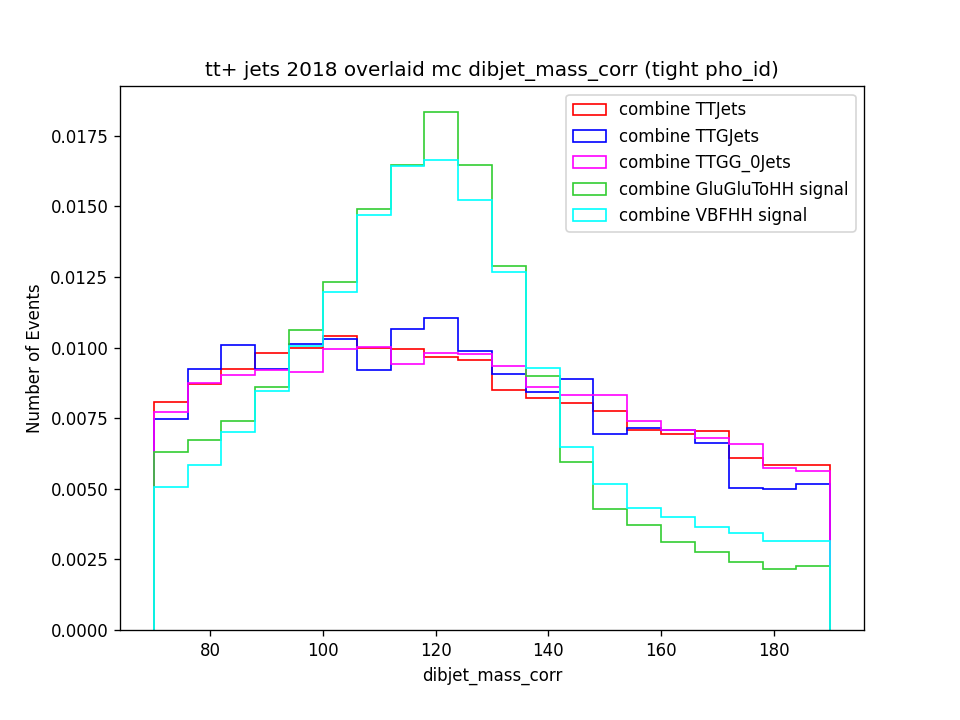 tt+ jets 2018 overlaid mc dibjet_mass_corr (tight pho_id)
combine TTJets
combine TTGJets
combine TTGG_0Jets
combine GluGluToHH signal
combine VBFHH signal
Number of Events
0.0175
0.0150
0.0125
0.0100
0.0075
0.0050
0.0025
0.0000
80 100 120 140 160 180
dibjet_mass_corr